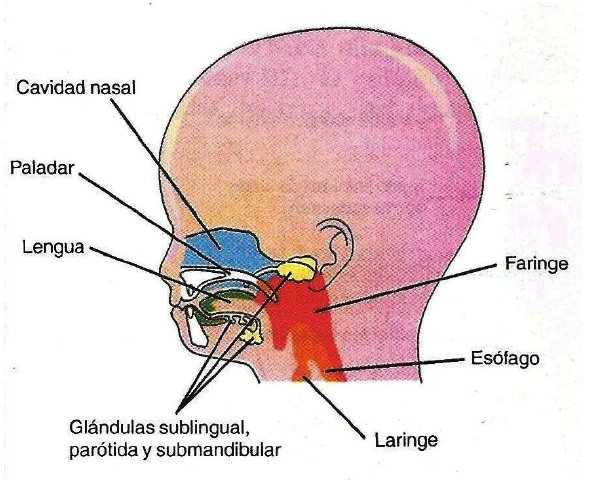 Cavidad nasal
Paladar
Lengua
Faringe
Esófago
Laringe
Glándulas sublingual,
parótida y submandibular